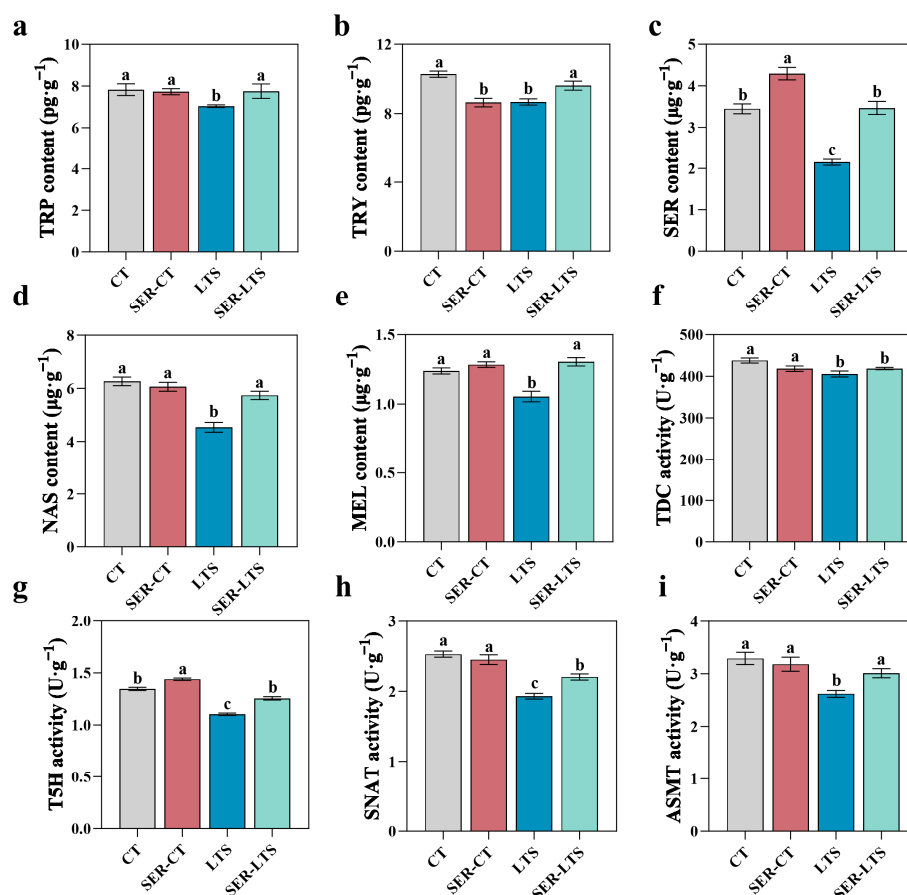 a
TRP content (pg·g⁻¹)
10
8
6
4
2
0
a
a
b
a
CT
SER-CT
LTS
SER-LTS
b
TRY content (pg·g⁻¹)
12
9
6
3
0
a
b
b
a
CT
SER-CT
LTS
SER-LTS
c
SER content (μg·g⁻¹)
5
4
3
2
1
0
b
a
c
b
CT
SER-CT
LTS
SER-LTS
d
NAS content (μg·g⁻¹)
8
6
4
2
0
a
a
b
a
CT
SER-CT
LTS
SER-LTS
e
MEL content (μg·g⁻¹)
1.5
1.0
0.5
0.0
a
a
b
a
CT
SER-CT
LTS
SER-LTS
f
TDC activity (U·g⁻¹)
500
400
300
200
100
0
a
a
b
b
CT
SER-CT
LTS
SER-LTS
g
T5H activity (U·g⁻¹)
2.0
1.5
1.0
0.5
0.0
b
a
c
b
CT
SER-CT
LTS
SER-LTS
h
SNAT activity (U·g⁻¹)
3
2
1
0
a
a
c
b
CT
SER-CT
LTS
SER-LTS
i
ASMT activity (U·g⁻¹)
4
3
2
1
0
a
a
b
a
CT
SER-CT
LTS
SER-LTS